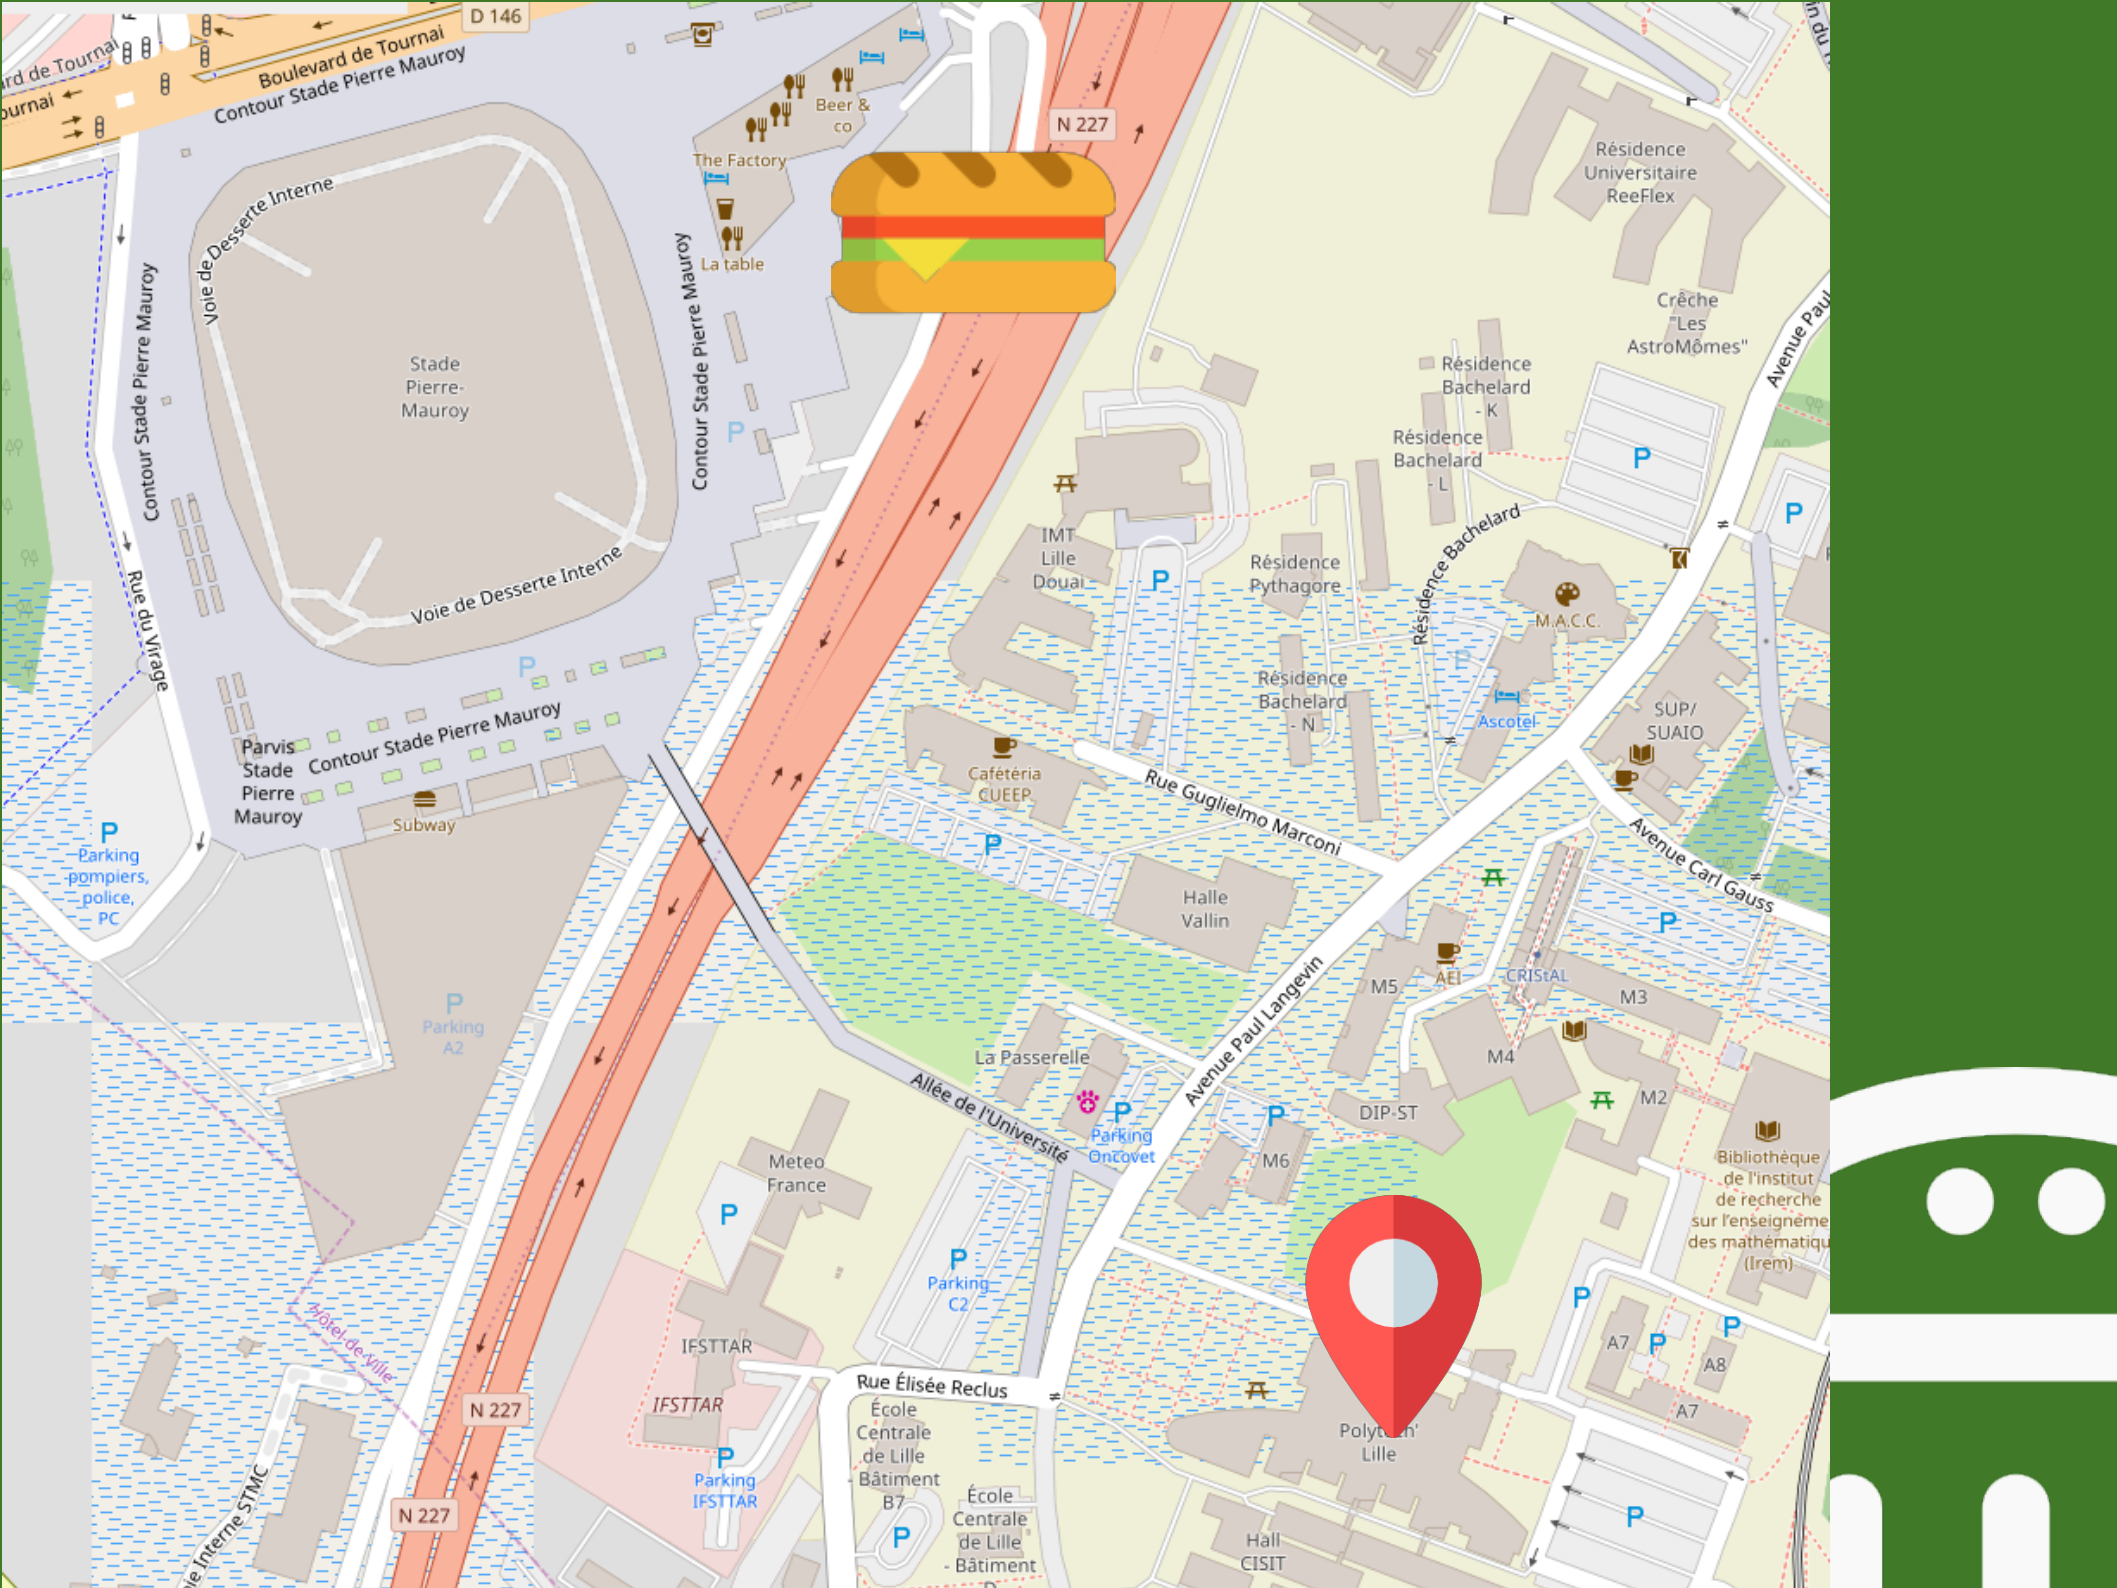 D 146
Boulevard de Tournai
Contour Stade Pierre Mauroy
N 227
Beer &
co
The Factory
La table
Voie de Desserte Interne
Contour Stade Pierre Mauroy
Contour Stade Pierre Mauroy
Stade
Pierre-
Mauroy
P
Voie de Desserte Interne
Rue du Virage
P
Contour Stade Pierre Mauroy
Parvis
Stade
Pierre
Mauroy
Subway
P
Parking
pompiers,
police,
PC
P
Parking
A2
Résidence
Universitaire
ReeFlex
Crêche
"Les
AstroMômes"
Avenue Paul
Résidence
Bachelard
- K
Résidence
Bachelard
- L
P
P
Résidence Bachelard
IMT
Lille
Douai
P
Résidence
Pythagore
M.A.C.C.
P
Résidence
Bachelard
- N
Ascotel
SUP/
SUAIO
Cafétéria
CUEEP
Rue Guglielmo Marconi
P
Avenue Carl Gauss
Halle
Vallin
P
M5
AEI
CRIStAL
M3
Avenue Paul Langevin
La Passerelle
M4
M2
DIP-ST
Allée de l'Université
P
Parking
Oncovet
P
M6
Bibliothèque
de l'institut
de recherche
sur l'enseigneme
des mathématiqu
(Irem)
Meteo
France
P
P
Parking
C2
P
A7
P
P
A8
A7
Hôtel-de-Ville
IFSTTAR
IFSTTAR
Rue Élisée Reclus
N 227
P
Parking
IFSTTAR
École
Centrale
de Lille
- Bâtiment
B7
P
École
Centrale
de Lille
- Bâtiment
Lille
P
Hall
CISIT
N 227
Interne STMC